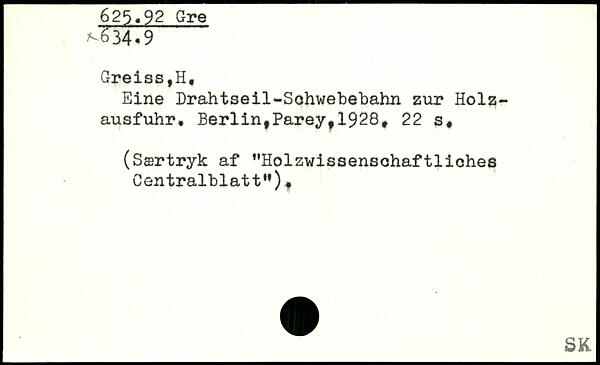 625.92 Gre
×634.9
Greiss,H.
Eine Drahtseil-Schwebebahn zur Holz-
ausfuhr. Berlin,Parey,1928. 22 s.
(Særtryk af "Holzwissenschaftliches
Centralblatt").
SK